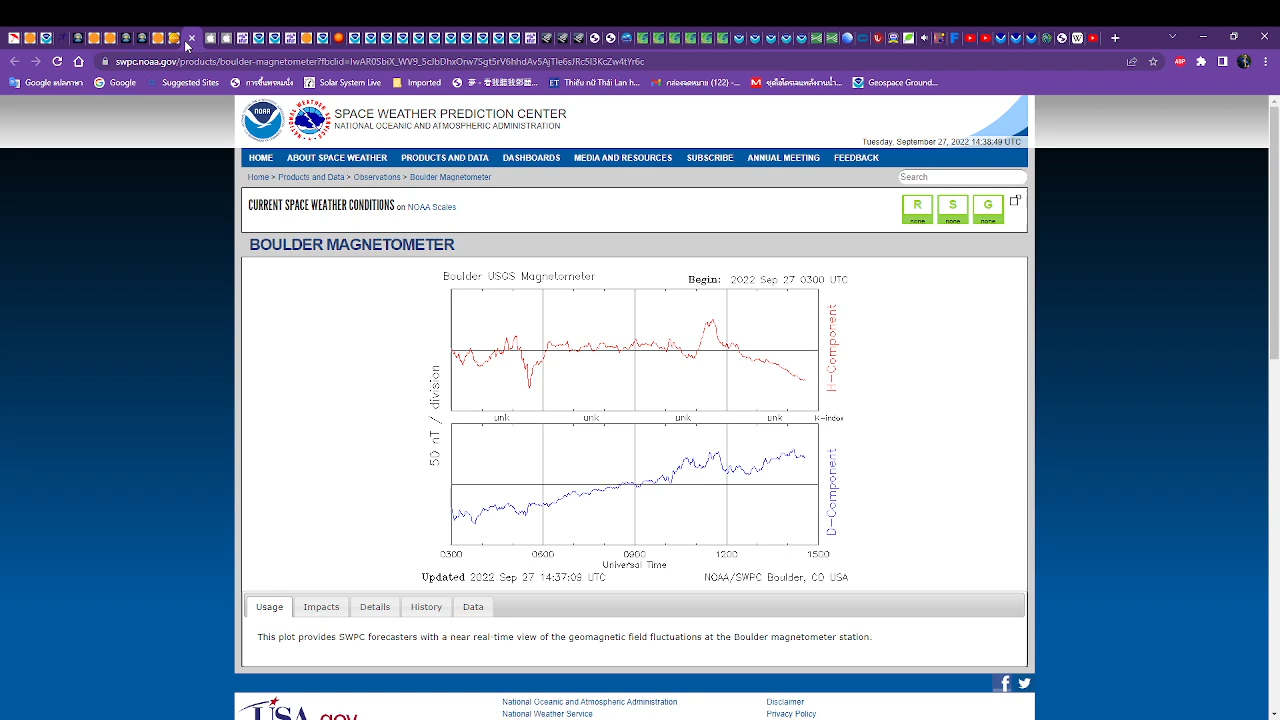 swpc.noaa.gov/products/boulder-magnetometer?fbclid=IwAR0SbiX_WV9_5cbDhxOrw7Sgt5rV6hhdAv5AjTIe6sJRc5I3KcZw4tYr6c
Google แปลภาษา G Google Suggested Sites Solar System Live Imported Geospace Ground...
SPACE WEATHER PREDICTION CENTER
NATIONAL OCEANIC AND ATMOSPHERIC ADMINISTRATION
Tuesday, September 27, 2022 14:38:49 UTC
HOME ABOUT SPACE WEATHER PRODUCTS AND DATA DASHBOARDS MEDIA AND RESOURCES SUBSCRIBE ANNUAL MEETING FEEDBACK
Home > Products and Data > Observations > Boulder Magnetometer
Search
CURRENT SPACE WEATHER CONDITIONS on NOAA Scales
R S G
none none none
BOULDER MAGNETOMETER
Boulder USGS Magnetometer Begin: 2022 Sep 27 0300 UTC
H-Component
50 nT / division
unk unk unk unk K-index
D-Component
0300 0600 0900 1200 1500
Universal Time
Updated 2022 Sep 27 14:37:09 UTC NOAA/SWPC Boulder, CO USA
Usage Impacts Details History Data
This plot provides SWPC forecasters with a near real-time view of the geomagnetic field fluctuations at the Boulder magnetometer station.
National Oceanic and Atmospheric Administration Disclaimer
National Weather Service Privacy Policy
USA.gov